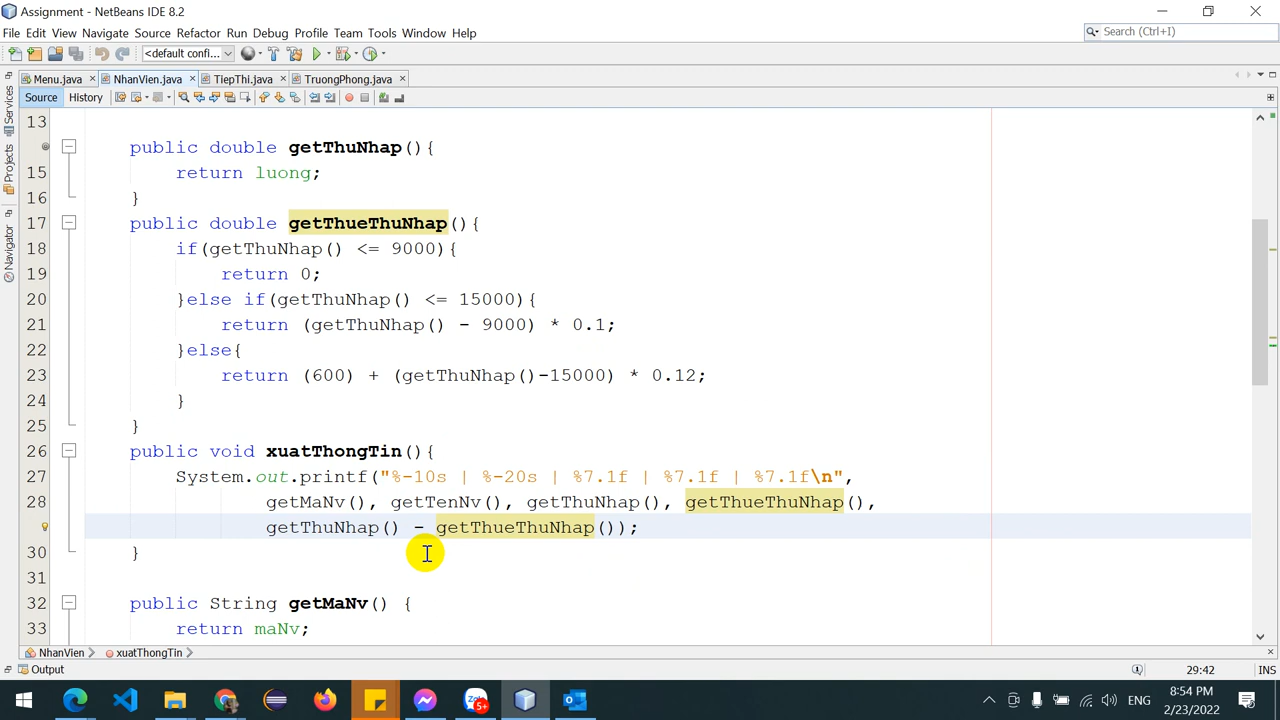 Assignment - NetBeans IDE 8.2
File Edit View Navigate Source Refactor Run Debug Profile Team Tools Window Help
Search (Ctrl+I)
<default confi...
Menu.java NhanVien.java TiepThi.java TruongPhong.java
Source History
Services
Projects
Navigator
13
public double getThuNhap(){
15 return luong;
16 }
17 public double getThueThuNhap(){
18 if(getThuNhap() <= 9000){
19 return 0;
20 }else if(getThuNhap() <= 15000){
21 return (getThuNhap() - 9000) * 0.1;
22 }else{
23 return (600) + (getThuNhap()-15000) * 0.12;
24 }
25 }
26 public void xuatThongTin(){
27 System.out.printf("%-10s | %-20s | %7.1f | %7.1f | %7.1f\n",
28 getMaNv(), getTenNv(), getThuNhap(), getThueThuNhap(),
getThuNhap() - getThueThuNhap());
30 }
31
32 public String getMaNv() {
33 return maNv;
NhanVien xuatThongTin
Output
29:42 INS
5+
ENG
8:54 PM
2/23/2022